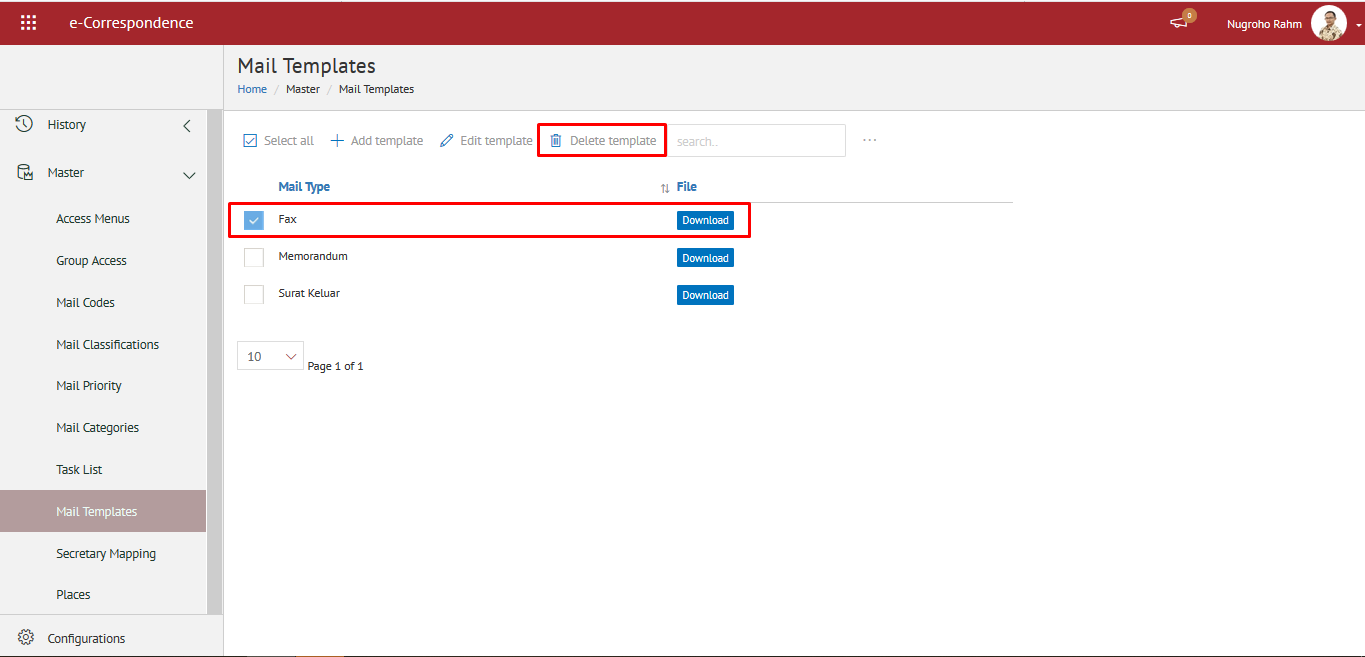 e-Correspondence
0
Nugroho Rahm
Mail Templates
Home / Master / Mail Templates
History
Master
Access Menus
Group Access
Mail Codes
Mail Classifications
Mail Priority
Mail Categories
Task List
Mail Templates
Secretary Mapping
Places
Configurations
Select all Add template Edit template Delete template search.. ...
Mail Type File
Fax Download
Memorandum Download
Surat Keluar Download
10 Page 1 of 1